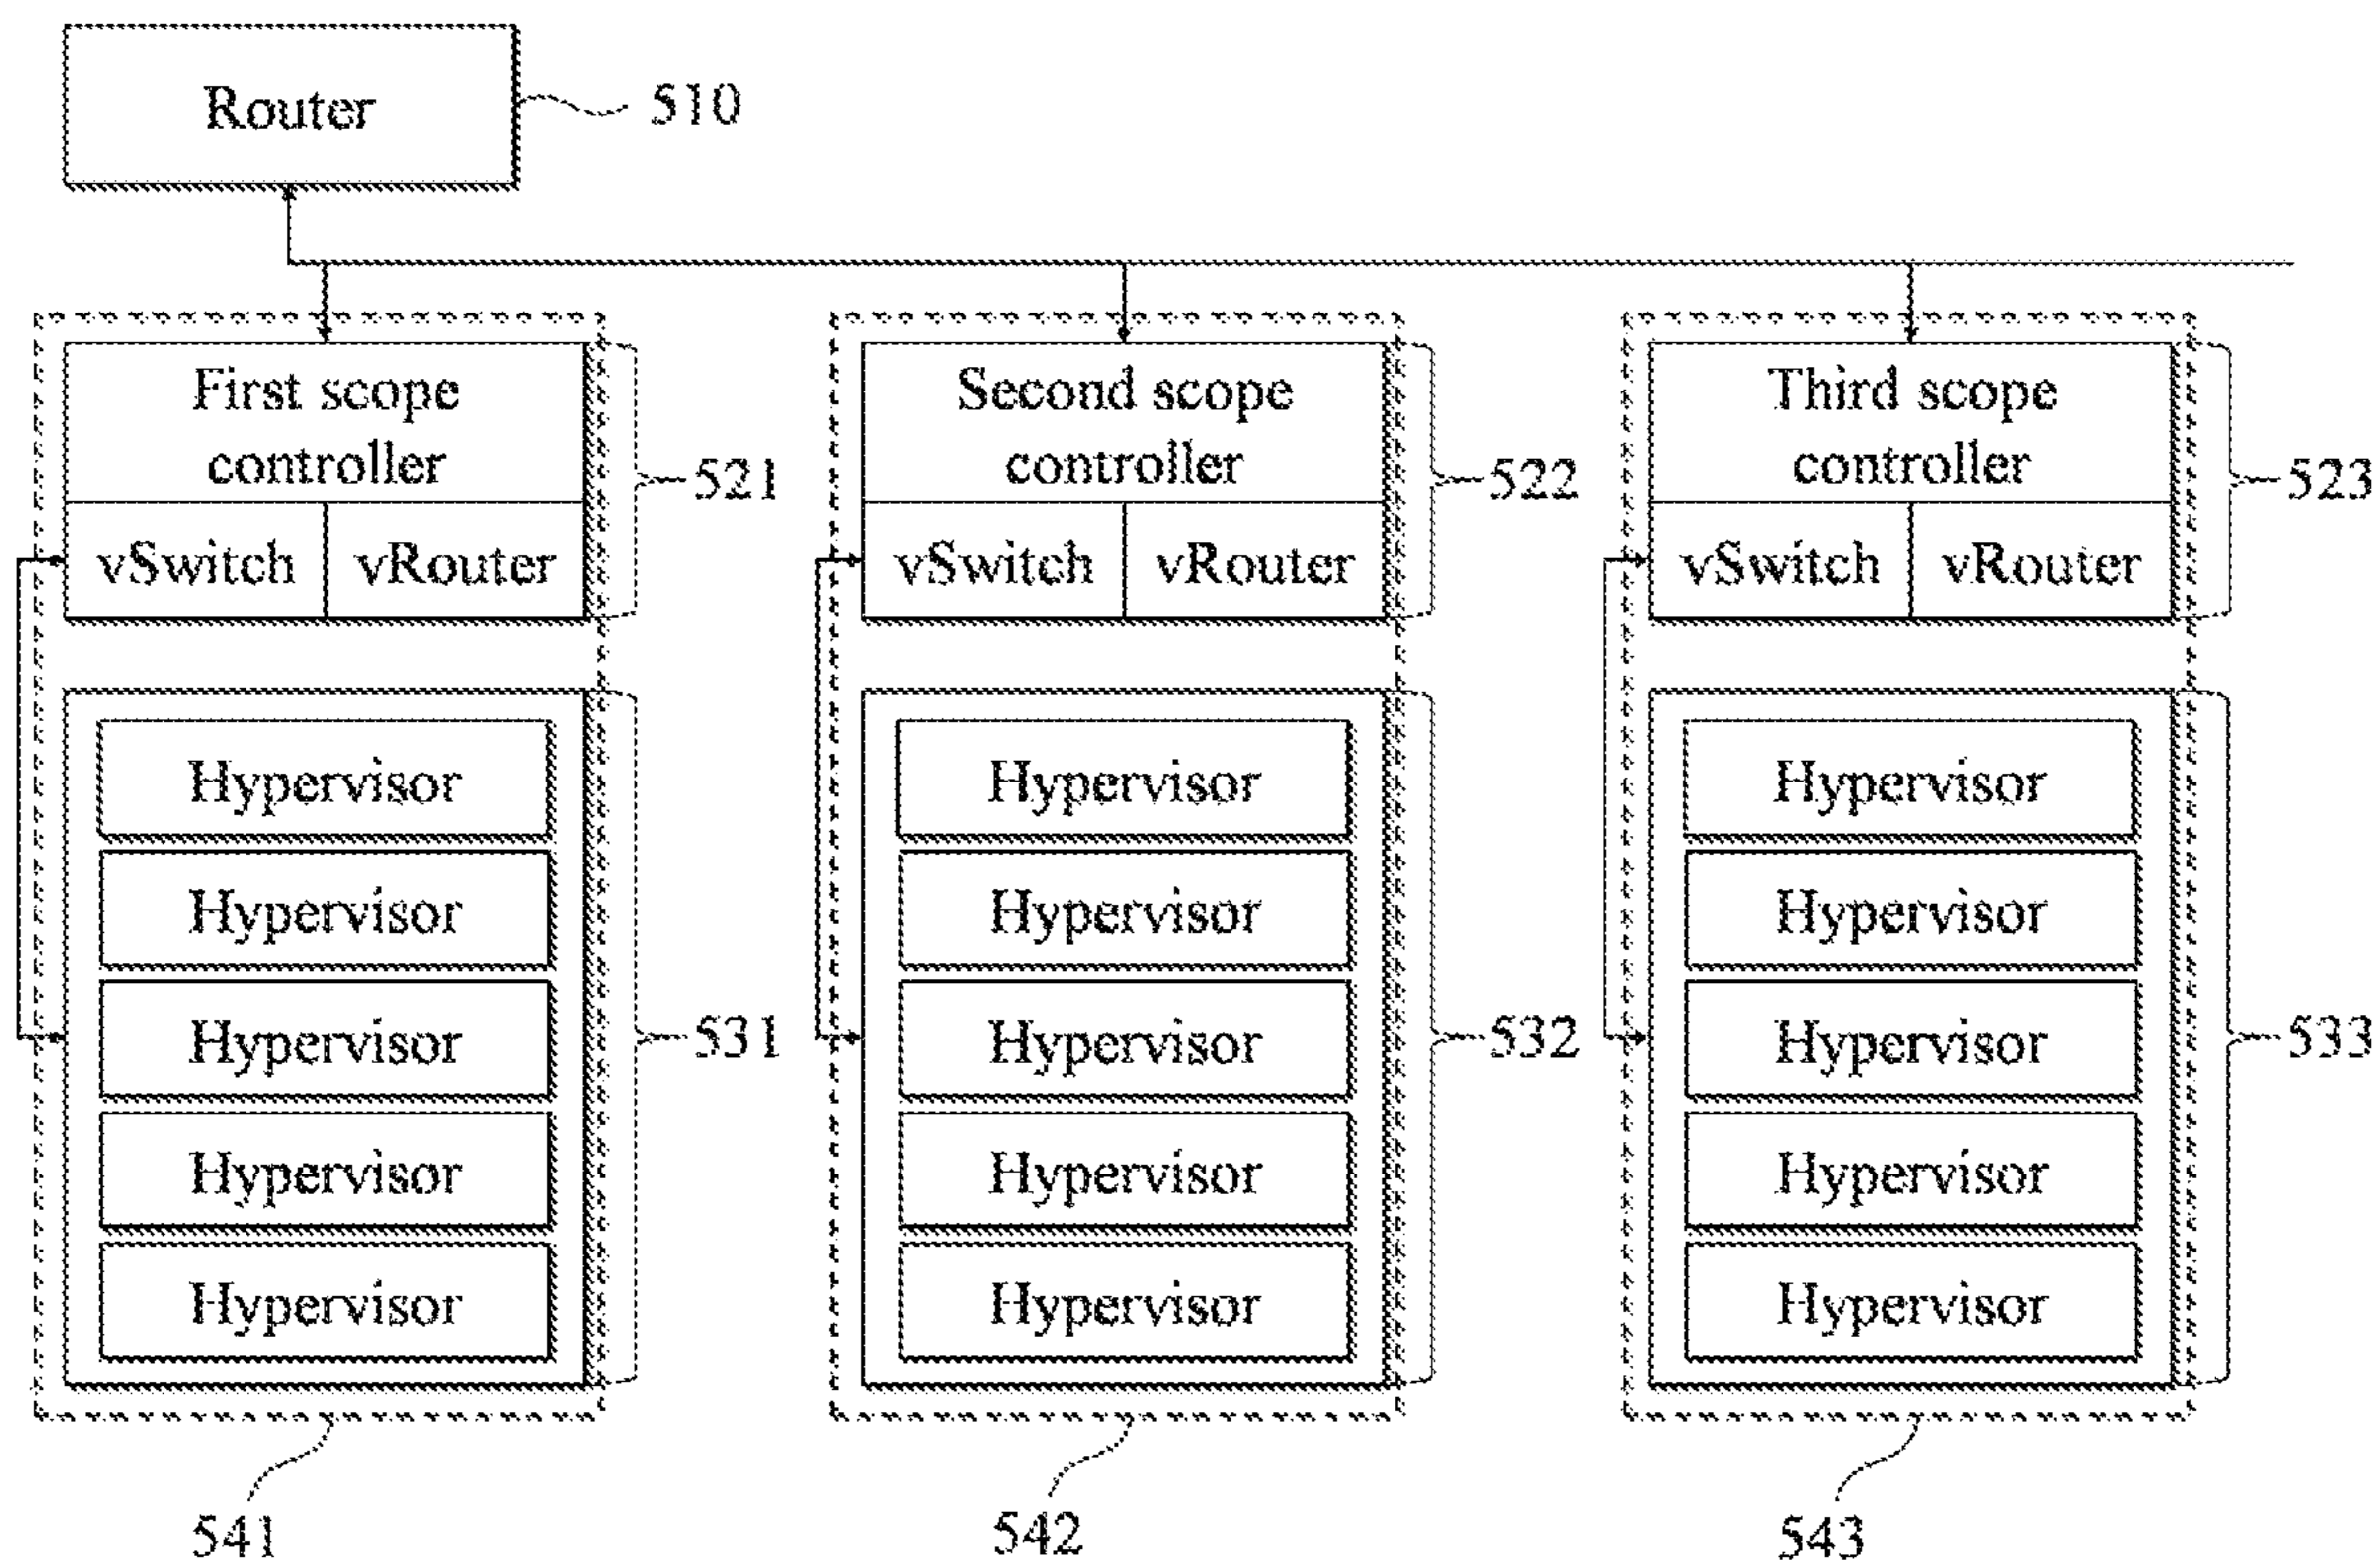 Router
510
First scope
controller
521
vSwitch
vRouter
Second scope
controller
522
vSwitch
vRouter
Third scope
controller
523
vSwitch
vRouter
Hypervisor
Hypervisor
Hypervisor
Hypervisor
Hypervisor
531
Hypervisor
Hypervisor
Hypervisor
Hypervisor
Hypervisor
532
Hypervisor
Hypervisor
Hypervisor
Hypervisor
Hypervisor
533
541
542
543